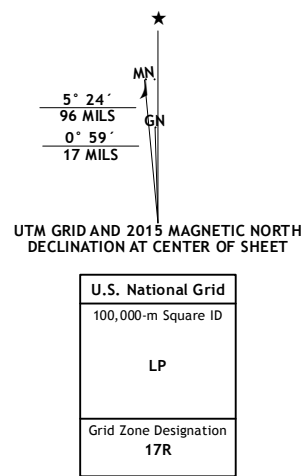 ★
MN
5° 24´
96 MILS
GN
0° 59´
17 MILS
UTM GRID AND 2015 MAGNETIC NORTH
DECLINATION AT CENTER OF SHEET
U.S. National Grid
100,000-m Square ID
LP
Grid Zone Designation
17R